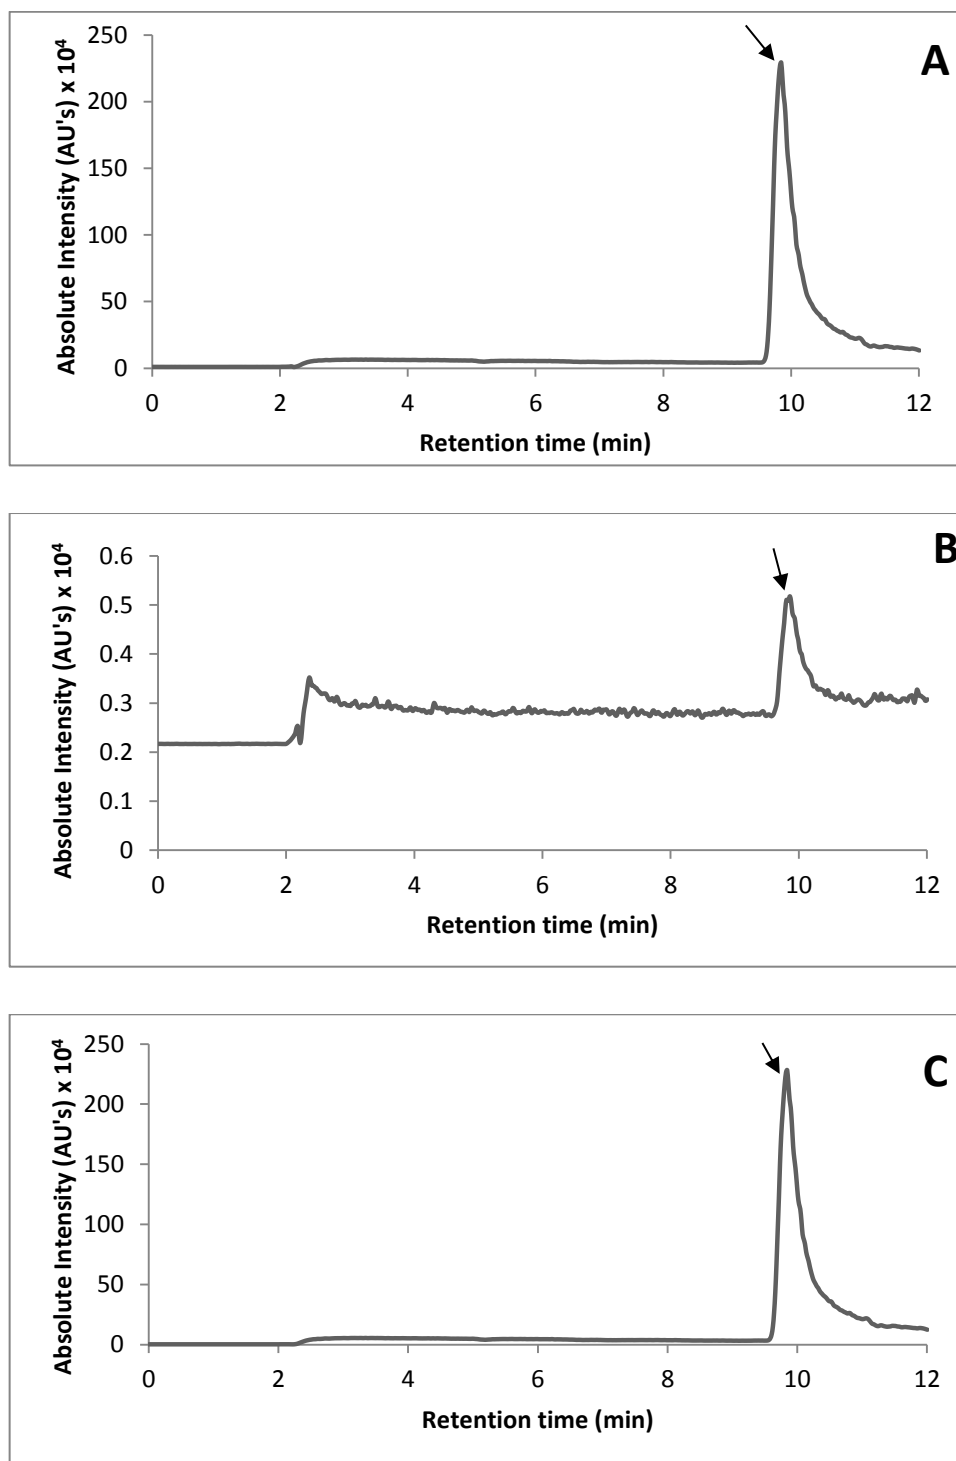 A
Absolute Intensity (AU's) x 10⁴
250
200
150
100
50
0
0 2 4 6 8 10 12
Retention time (min)
B
Absolute Intensity (AU's) x 10⁴
0.6
0.5
0.4
0.3
0.2
0.1
0
0 2 4 6 8 10 12
Retention time (min)
C
Absolute Intensity (AU's) x 10⁴
250
200
150
100
50
0
0 2 4 6 8 10 12
Retention time (min)